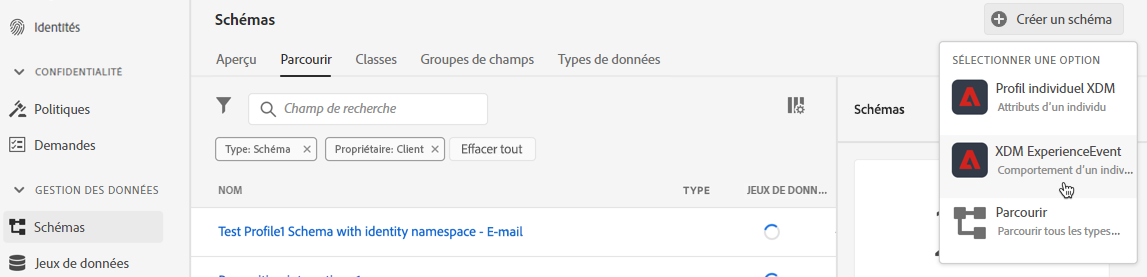 Identités
CONFIDENTIALITÉ
Politiques
Demandes
GESTION DES DONNÉES
Schémas
Jeux de données
Schémas
Créer un schéma
Aperçu
Parcourir
Classes
Groupes de champs
Types de données
Champ de recherche
Type: Schéma
Propriétaire: Client
Effacer tout
NOM
TYPE
JEUX DE DONN...
Test Profile1 Schema with identity namespace - E-mail
Schémas
SÉLECTIONNER UNE OPTION
Profil individuel XDM
Attributs d'un individu
XDM ExperienceEvent
Comportement d'un indiv...
Parcourir
Parcourir tous les types...